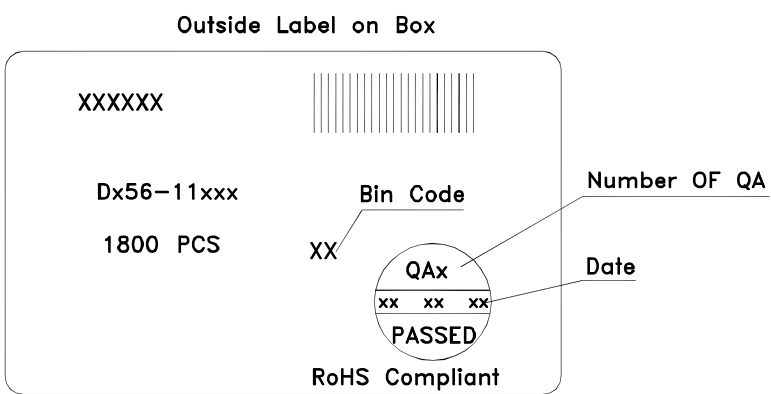 Outside Label on Box
XXXXXX
Dx56-11xxx
Bin Code
Number OF QA
1800 PCS
XX
QAx
Date
xx xx xx
PASSED
RoHS Compliant